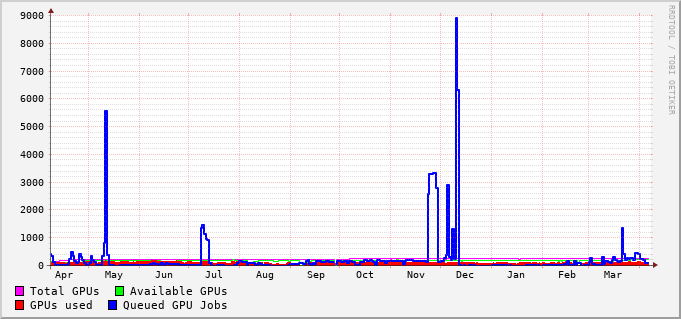 9000
8000
7000
6000
5000
4000
3000
2000
1000
0
Apr May Jun Jul Aug Sep Oct Nov Dec Jan Feb Mar
Total GPUs Available GPUs
GPUs used Queued GPU Jobs
RRDTOOL / TOBI OETIKER